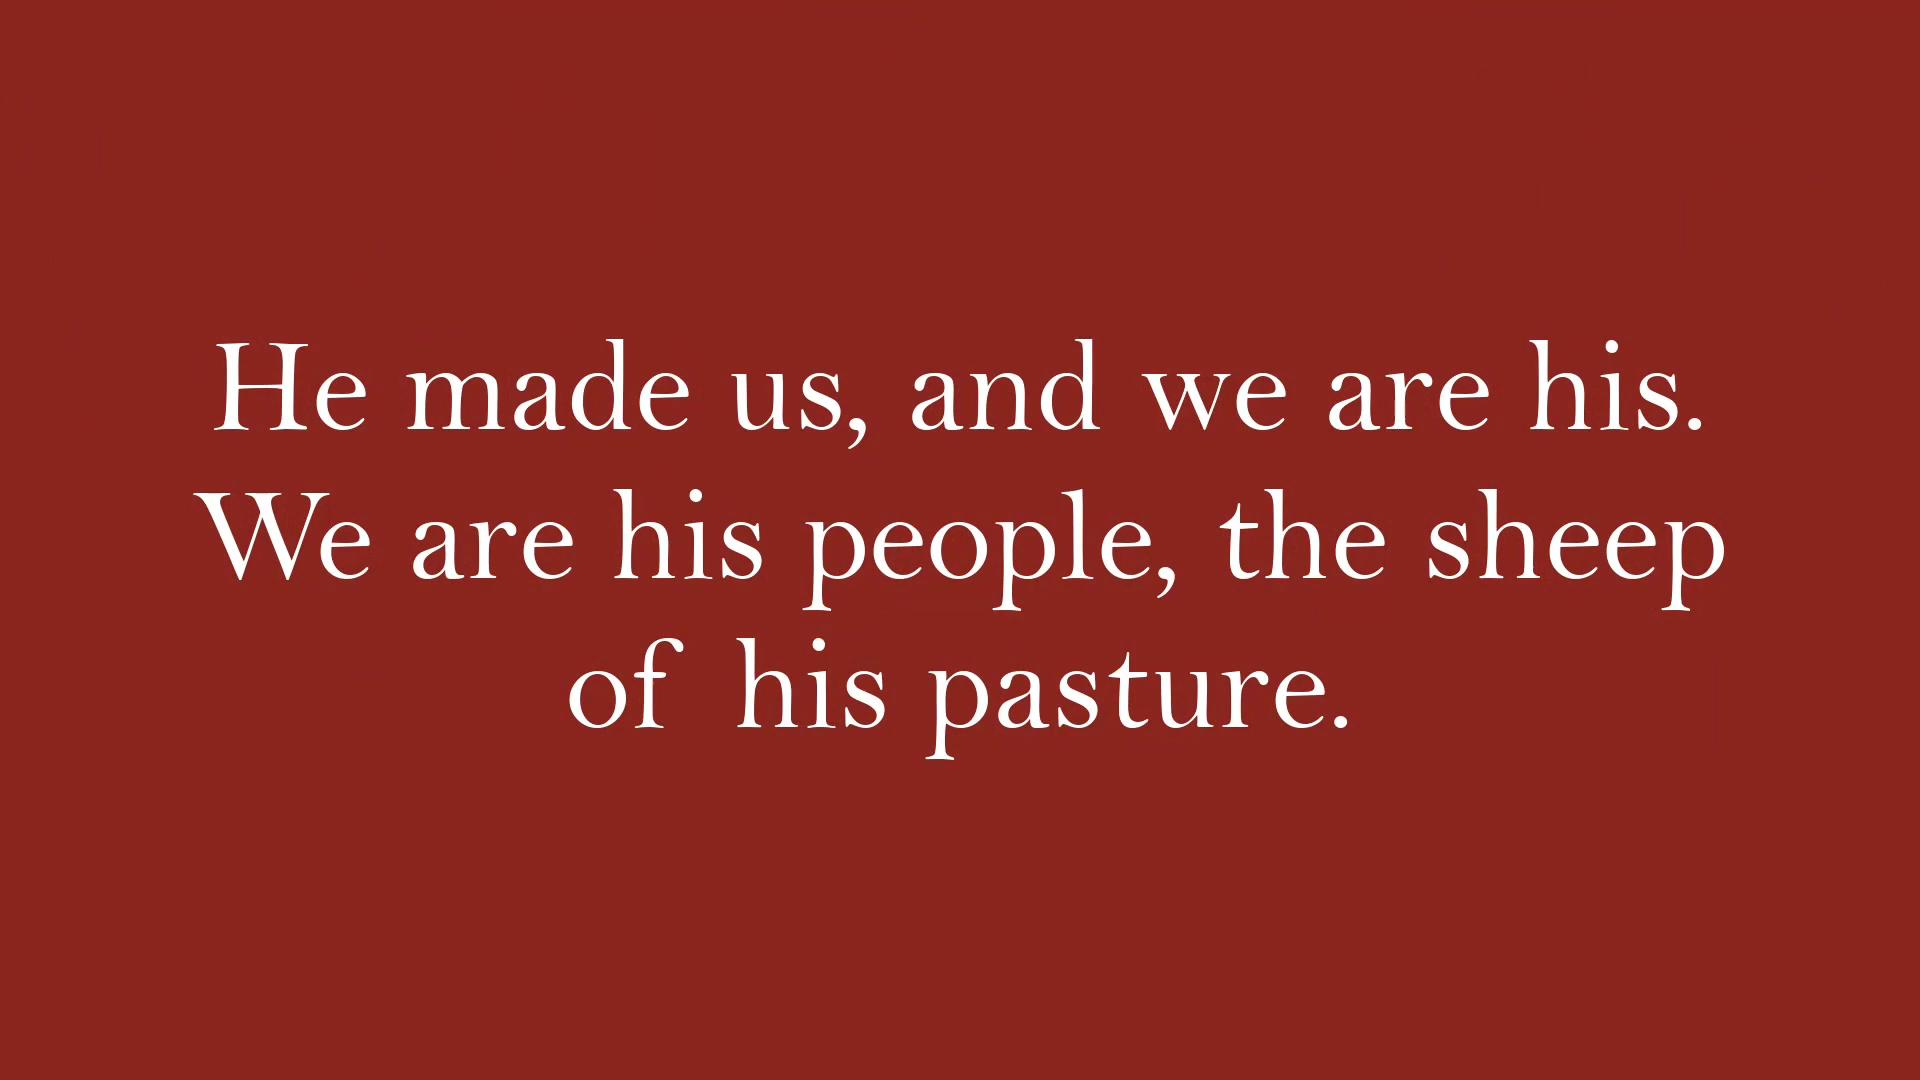 He made us, and we are his.
We are his people, the sheep
of his pasture.